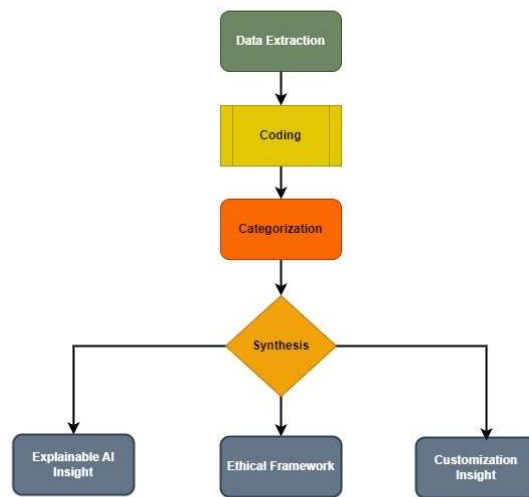 Data Extraction
Coding
Categorization
Synthesis
Explainable AI
Insight
Ethical Framework
Customization
Insight